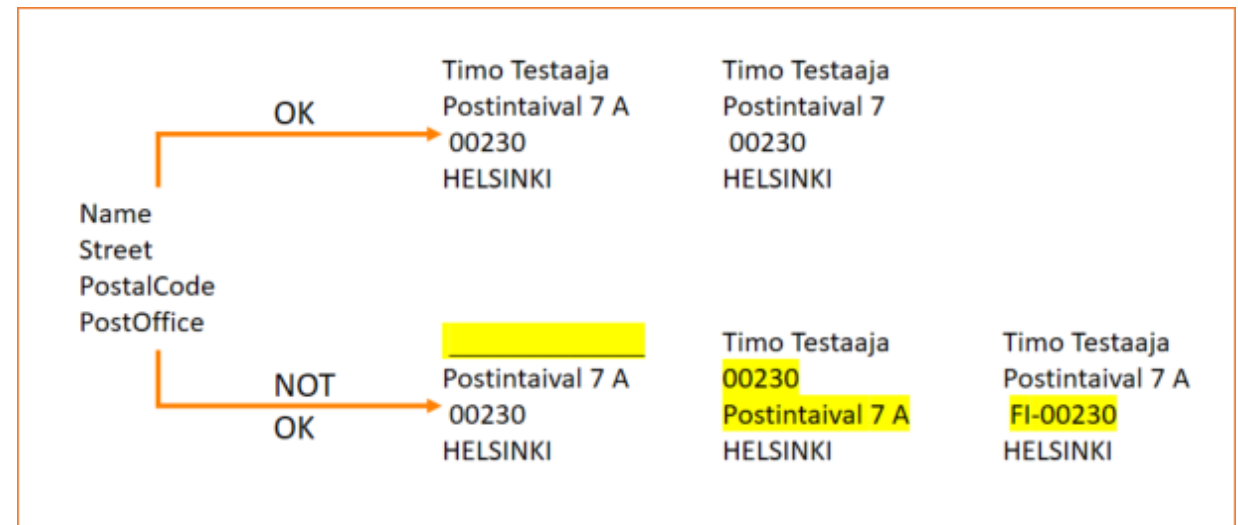 OK
Timo Testaaja
Postintaival 7 A
00230
HELSINKI
Timo Testaaja
Postintaival 7
00230
HELSINKI
Name
Street
PostalCode
PostOffice
NOT
OK
Postintaival 7 A
00230
HELSINKI
Timo Testaaja
00230
Postintaival 7 A
HELSINKI
Timo Testaaja
Postintaival 7 A
FI-00230
HELSINKI